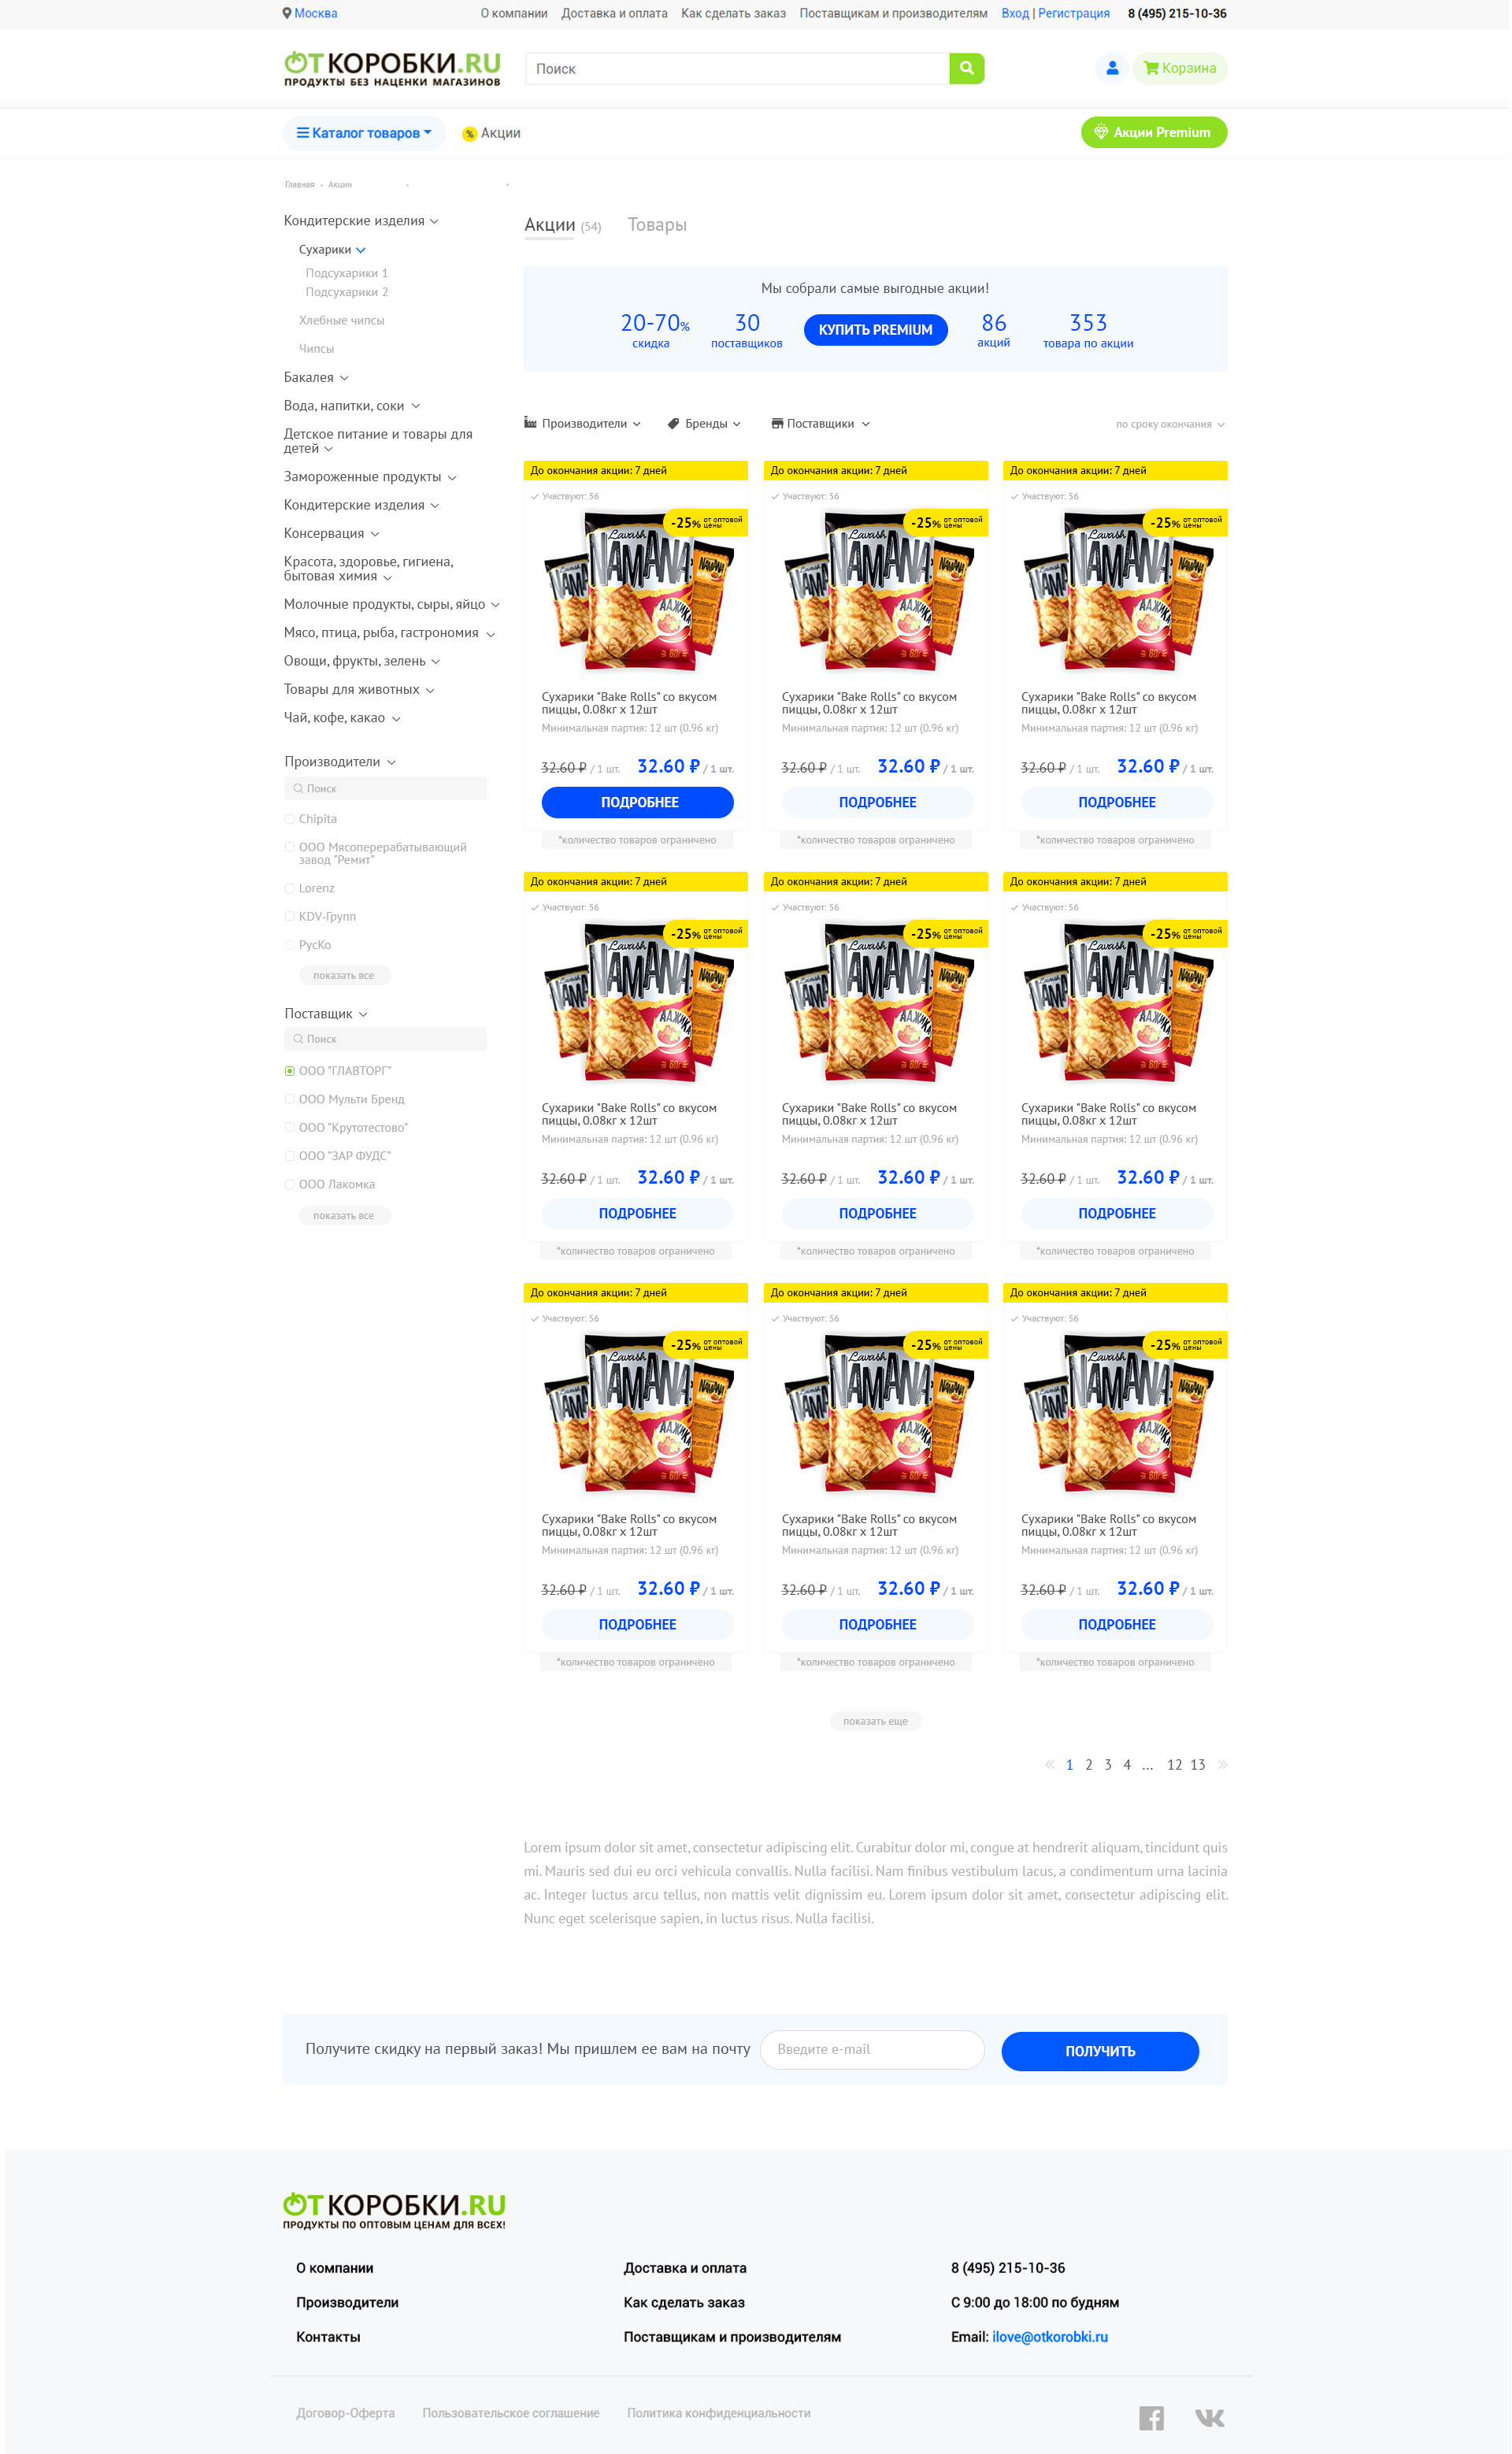 Москва
О компании Доставка и оплата Как сделать заказ Поставщикам и производителям Вход | Регистрация 8 (495) 215-10-36
ОТКОРОБКИ.RU
ПРОДУКТЫ БЕЗ НАЦЕНКИ МАГАЗИНОВ
Поиск
Корзина
Каталог товаров
% Акции
Акции Premium
Главная • Акции
Кондитерские изделия
Сухарики
Подсухарики 1
Подсухарики 2
Хлебные чипсы
Чипсы
Бакалея
Вода, напитки, соки
Детское питание и товары для
детей
Замороженные продукты
Кондитерские изделия
Консервация
Красота, здоровье, гигиена,
бытовая химия
Молочные продукты, сыры, яйцо
Мясо, птица, рыба, гастрономия
Овощи, фрукты, зелень
Товары для животных
Чай, кофе, какао
Производители
Поиск
Chipita
ООО Мясоперерабатывающий
завод "Ремит"
Lorenz
KDV-Групп
РусКо
показать все
Поставщик
Поиск
ООО "ГЛАВТОРГ"
ООО Мульти Бренд
ООО "Крутотестово"
ООО "ЗАР ФУДС"
ООО Лакомка
показать все
Акции (54) Товары
Мы собрали самые выгодные акции!
20-70%
скидка
30
поставщиков
КУПИТЬ PREMIUM
86
акций
353
товара по акции
Производители Бренды Поставщики по сроку окончания
До окончания акции: 7 дней До окончания акции: 7 дней До окончания акции: 7 дней
Участвуют: 56 Участвуют: 56 Участвуют: 56
-25% от оптовой цены -25% от оптовой цены -25% от оптовой цены
Lavash Lavash Lavash
АДЖИКА АДЖИКА АДЖИКА
Сухарики "Bake Rolls" со вкусом Сухарики "Bake Rolls" со вкусом Сухарики "Bake Rolls" со вкусом
пиццы, 0.08кг х 12шт пиццы, 0.08кг х 12шт пиццы, 0.08кг х 12шт
Минимальная партия: 12 шт (0.96 кг) Минимальная партия: 12 шт (0.96 кг) Минимальная партия: 12 шт (0.96 кг)
32.60 ₽ / 1 шт. 32.60 ₽ / 1 шт. 32.60 ₽ / 1 шт. 32.60 ₽ / 1 шт. 32.60 ₽ / 1 шт. 32.60 ₽ / 1 шт.
ПОДРОБНЕЕ ПОДРОБНЕЕ ПОДРОБНЕЕ
*количество товаров ограничено *количество товаров ограничено *количество товаров ограничено
До окончания акции: 7 дней До окончания акции: 7 дней До окончания акции: 7 дней
Участвуют: 56 Участвуют: 56 Участвуют: 56
-25% от оптовой цены -25% от оптовой цены -25% от оптовой цены
Lavash Lavash Lavash
АДЖИКА АДЖИКА АДЖИКА
Сухарики "Bake Rolls" со вкусом Сухарики "Bake Rolls" со вкусом Сухарики "Bake Rolls" со вкусом
пиццы, 0.08кг х 12шт пиццы, 0.08кг х 12шт пиццы, 0.08кг х 12шт
Минимальная партия: 12 шт (0.96 кг) Минимальная партия: 12 шт (0.96 кг) Минимальная партия: 12 шт (0.96 кг)
32.60 ₽ / 1 шт. 32.60 ₽ / 1 шт. 32.60 ₽ / 1 шт. 32.60 ₽ / 1 шт. 32.60 ₽ / 1 шт. 32.60 ₽ / 1 шт.
ПОДРОБНЕЕ ПОДРОБНЕЕ ПОДРОБНЕЕ
*количество товаров ограничено *количество товаров ограничено *количество товаров ограничено
До окончания акции: 7 дней До окончания акции: 7 дней До окончания акции: 7 дней
Участвуют: 56 Участвуют: 56 Участвуют: 56
-25% от оптовой цены -25% от оптовой цены -25% от оптовой цены
Lavash Lavash Lavash
АДЖИКА АДЖИКА АДЖИКА
Сухарики "Bake Rolls" со вкусом Сухарики "Bake Rolls" со вкусом Сухарики "Bake Rolls" со вкусом
пиццы, 0.08кг х 12шт пиццы, 0.08кг х 12шт пиццы, 0.08кг х 12шт
Минимальная партия: 12 шт (0.96 кг) Минимальная партия: 12 шт (0.96 кг) Минимальная партия: 12 шт (0.96 кг)
32.60 ₽ / 1 шт. 32.60 ₽ / 1 шт. 32.60 ₽ / 1 шт. 32.60 ₽ / 1 шт. 32.60 ₽ / 1 шт. 32.60 ₽ / 1 шт.
ПОДРОБНЕЕ ПОДРОБНЕЕ ПОДРОБНЕЕ
*количество товаров ограничено *количество товаров ограничено *количество товаров ограничено
показать еще
« 1 2 3 4 ... 12 13 »
Lorem ipsum dolor sit amet, consectetur adipiscing elit. Curabitur dolor mi, congue at hendrerit aliquam, tincidunt quis
mi. Mauris sed dui eu orci vehicula convallis. Nulla facilisi. Nam finibus vestibulum lacus, a condimentum urna lacinia
ac. Integer luctus arcu tellus, non mattis velit dignissim eu. Lorem ipsum dolor sit amet, consectetur adipiscing elit.
Nunc eget scelerisque sapien, in luctus risus. Nulla facilisi.
Получите скидку на первый заказ! Мы пришлем ее вам на почту Введите e-mail ПОЛУЧИТЬ
ОТКОРОБКИ.RU
ПРОДУКТЫ ПО ОПТОВЫМ ЦЕНАМ ДЛЯ ВСЕХ!
О компании Доставка и оплата 8 (495) 215-10-36
Производители Как сделать заказ С 9:00 до 18:00 по будням
Контакты Поставщикам и производителям Email: ilove@otkorobki.ru
Договор-Оферта Пользовательское соглашение Политика конфиденциальности